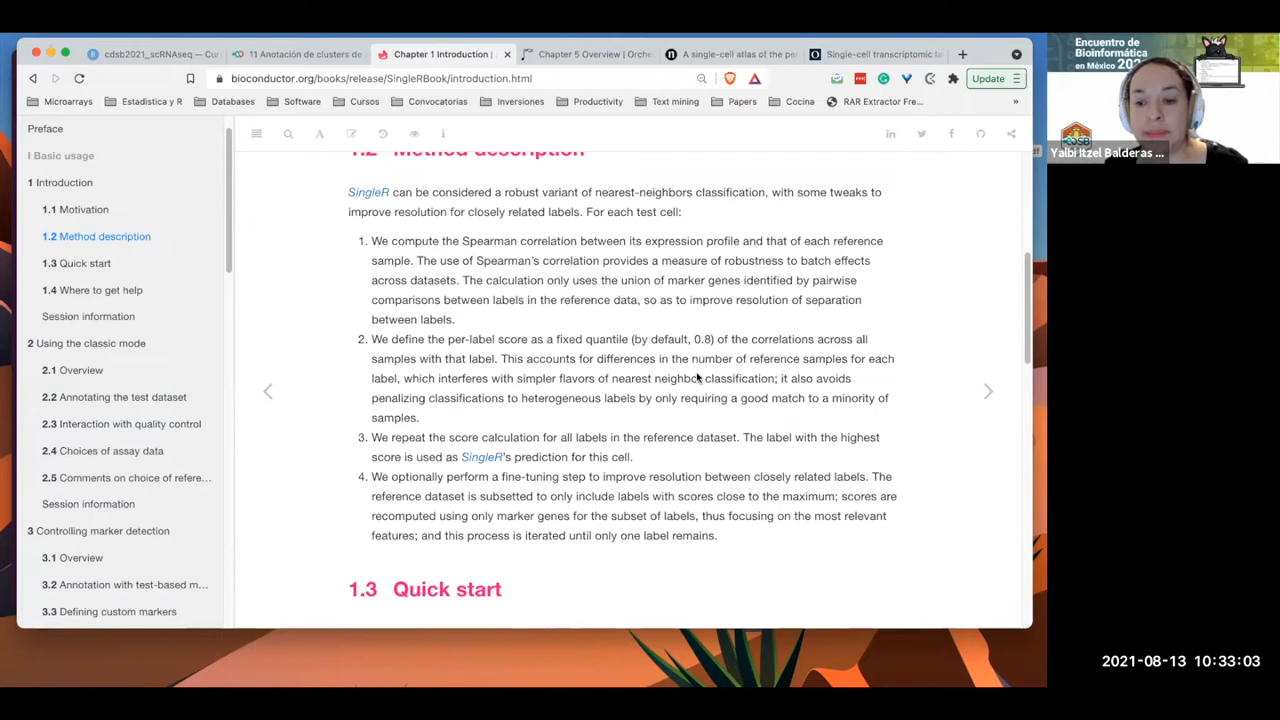 cdsb2021_scRNAseq – Cur
11 Anotación de clusters de
Chapter 1 Introduction |
Chapter 5 Overview | Orche
A single-cell atlas of the pe
Single-cell transcriptomic
bioconductor.org/books/release/SingleRBook/introduction.html
Update
Microarrays
Estadistica y R
Databases
Software
Cursos
Convocatorias
Inversiones
Productivity
Text mining
Papers
Cocina
RAR Extractor Fre...
»
Preface
I Basic usage
1 Introduction
1.1 Motivation
1.2 Method description
1.3 Quick start
1.4 Where to get help
Session information
2 Using the classic mode
2.1 Overview
2.2 Annotating the test dataset
2.3 Interaction with quality control
2.4 Choices of assay data
2.5 Comments on choice of refere...
Session information
3 Controlling marker detection
3.1 Overview
3.2 Annotation with test-based m...
3.3 Defining custom markers
1.2 Method description
SingleR can be considered a robust variant of nearest-neighbors classification, with some tweaks to
improve resolution for closely related labels. For each test cell:
1. We compute the Spearman correlation between its expression profile and that of each reference
sample. The use of Spearman's correlation provides a measure of robustness to batch effects
across datasets. The calculation only uses the union of marker genes identified by pairwise
comparisons between labels in the reference data, so as to improve resolution of separation
between labels.
2. We define the per-label score as a fixed quantile (by default, 0.8) of the correlations across all
samples with that label. This accounts for differences in the number of reference samples for each
label, which interferes with simpler flavors of nearest neighbor classification; it also avoids
penalizing classifications to heterogeneous labels by only requiring a good match to a minority of
samples.
3. We repeat the score calculation for all labels in the reference dataset. The label with the highest
score is used as SingleR's prediction for this cell.
4. We optionally perform a fine-tuning step to improve resolution between closely related labels. The
reference dataset is subsetted to only include labels with scores close to the maximum; scores are
recomputed using only marker genes for the subset of labels, thus focusing on the most relevant
features; and this process is iterated until only one label remains.
1.3 Quick start
Encuentro de
Bioinformática
en México
Yalbi Itzel Balderas ...
2021-08-13 10:33:03